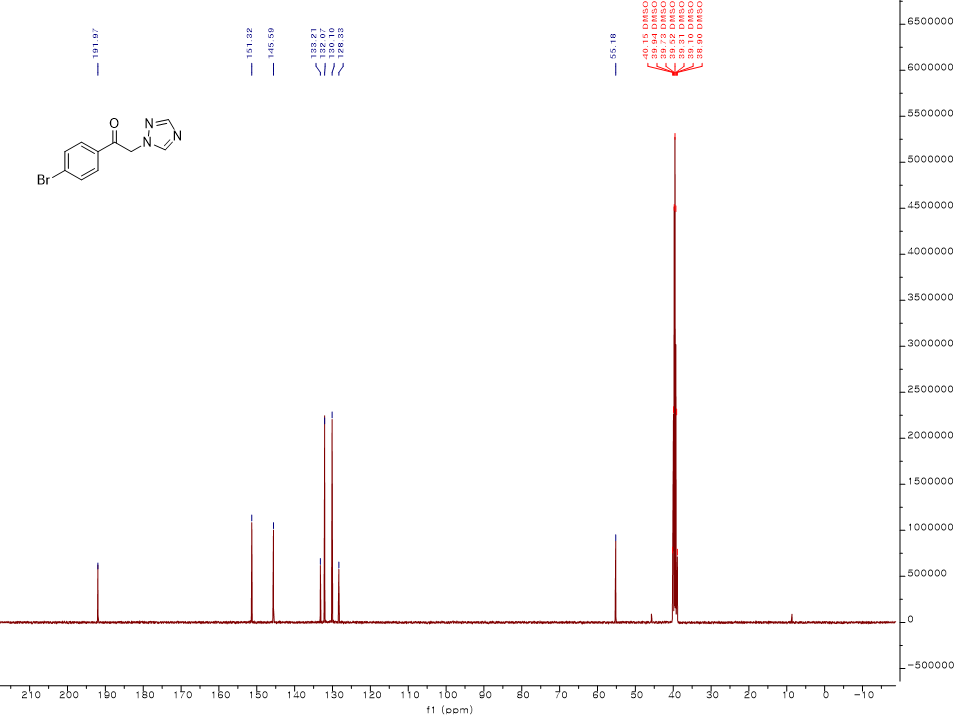 191.97
151.32
145.59
133.21
132.07
130.10
128.33
55.18
40.15 DMSO
39.94 DMSO
39.73 DMSO
39.52 DMSO
39.31 DMSO
39.10 DMSO
38.90 DMSO
O
N
N
N
Br
6500000
6000000
5500000
5000000
4500000
4000000
3500000
3000000
2500000
2000000
1500000
1000000
500000
0
-500000
210 200 190 180 170 160 150 140 130 120 110 100 90 80 70 60 50 40 30 20 10 0 -10
f1 (ppm)